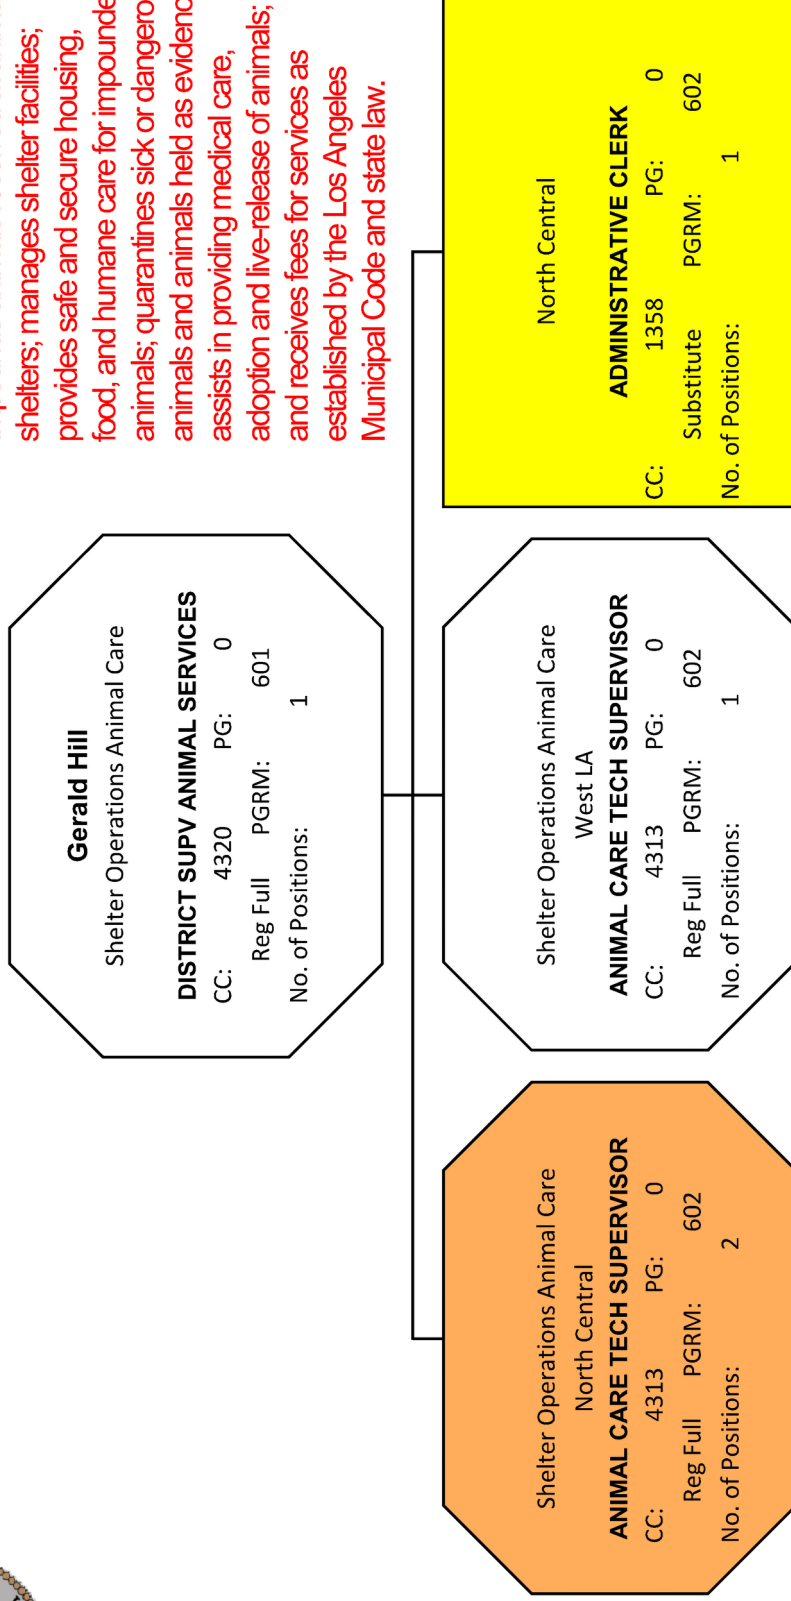 shelters; manages shelter facilities;
provides safe and secure housing,
food, and humane care for
animals; quarantines sick or
animals and animals held as
assists in providing medical care,
adoption and live-release of animals;
and receives fees for services as
established by the Los Angeles
Municipal Code and state law.
Gerald Hill
Shelter Operations Animal Care
DISTRICT SUPV ANIMAL SERVICES
CC: 4320 PG: 0
Reg Full PGRM: 601
No. of Positions: 1
Shelter Operations Animal Care
North Central
ANIMAL CARE TECH SUPERVISOR
CC: 4313 PG: 0
Reg Full PGRM: 602
No. of Positions: 2
Shelter Operations Animal Care
West LA
ANIMAL CARE TECH SUPERVISOR
CC: 4313 PG: 0
Reg Full PGRM: 602
No. of Positions: 1
North Central
ADMINISTRATIVE CLERK
CC: 1358 PG: 0
Substitute PGRM: 602
No. of Positions: 1